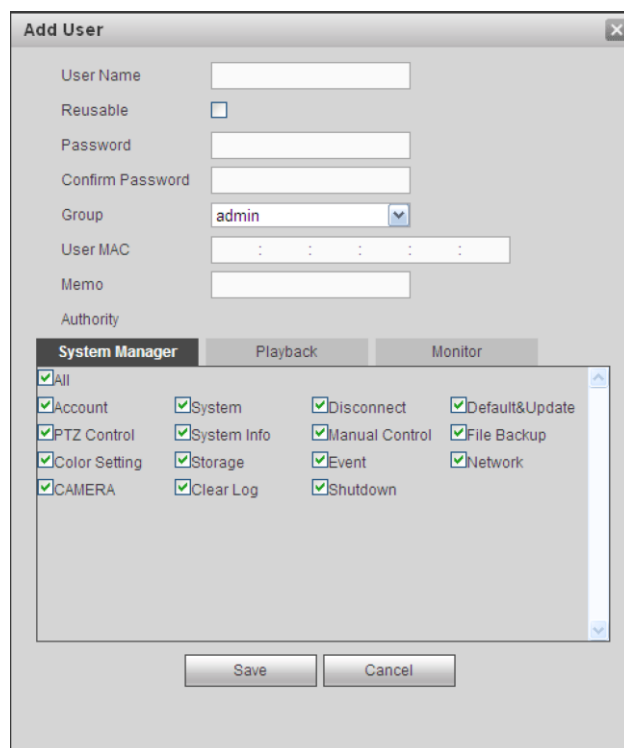 Add User
User Name
Reusable
Password
Confirm Password
Group admin
User MAC : : : : :
Memo
Authority
System Manager Playback Monitor
All
Account System Disconnect Default&Update
PTZ Control System Info Manual Control File Backup
Color Setting Storage Event Network
CAMERA Clear Log Shutdown
Save Cancel